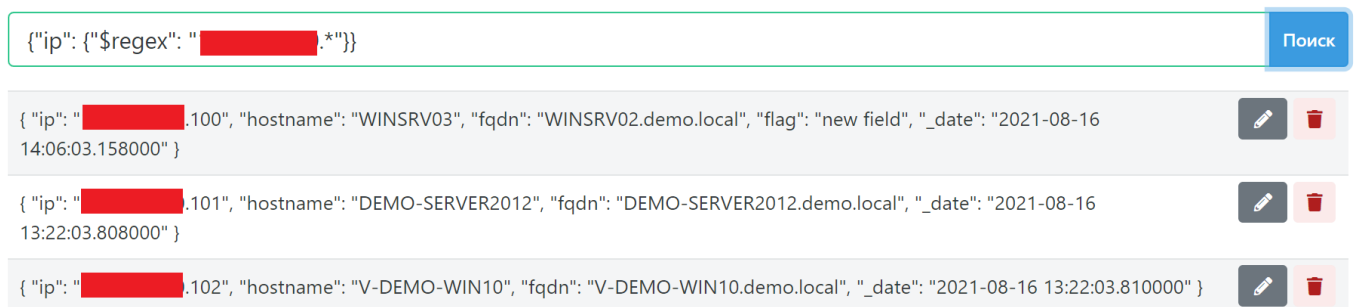 {"ip": {"$regex": " .*"}}
Поиск
{ "ip": " .100", "hostname": "WINSRV03", "fqdn": "WINSRV02.demo.local", "flag": "new field", "_date": "2021-08-16
14:06:03.158000" }
{ "ip": " .101", "hostname": "DEMO-SERVER2012", "fqdn": "DEMO-SERVER2012.demo.local", "_date": "2021-08-16
13:22:03.808000" }
{ "ip": " .102", "hostname": "V-DEMO-WIN10", "fqdn": "V-DEMO-WIN10.demo.local", "_date": "2021-08-16 13:22:03.810000" }